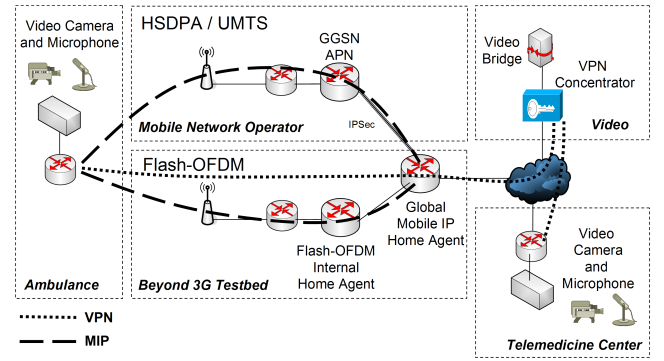 Video Camera
and Microphone
Ambulance
HSDPA / UMTS
GGSN
APN
IPSec
Mobile Network Operator
Flash-OFDM
Global
Mobile IP
Home Agent
Flash-OFDM
Internal
Home Agent
Beyond 3G Testbed
Video
Bridge
VPN
Concentrator
Video
Video
Camera
and
Microphone
Telemedicine Center
VPN
MIP